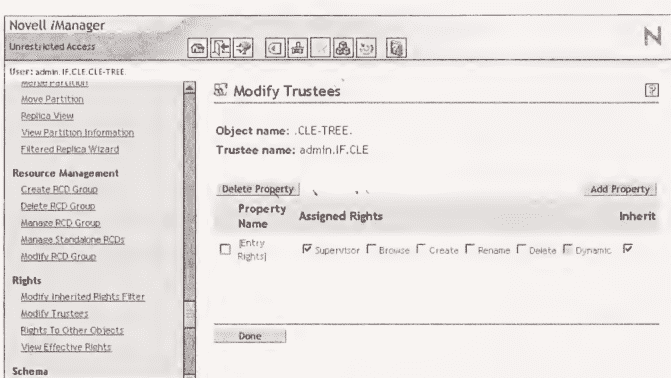 Novell iManager
Unrestricted Access
N
User: admin.IF.CLE.CLE-TREE.
Merge Partition
Move Partition
Replica View
View Partition Information
Filtered Replica Wizard
Resource Management
Create RCD Group
Delete RCD Group
Manage RCD Group
Manage Standalone RCDs
Modify RCD Group
Rights
Modify Inherited Rights Filter
Modify Trustees
Rights To Other Objects
View Effective Rights
Schema
Modify Trustees
?
Object name: .CLE-TREE.
Trustee name: admin.IF.CLE
Delete Property Add Property
Property Name Assigned Rights Inherit
[Entry Rights] Supervisor Browse Create Rename Delete Dynamic
Done